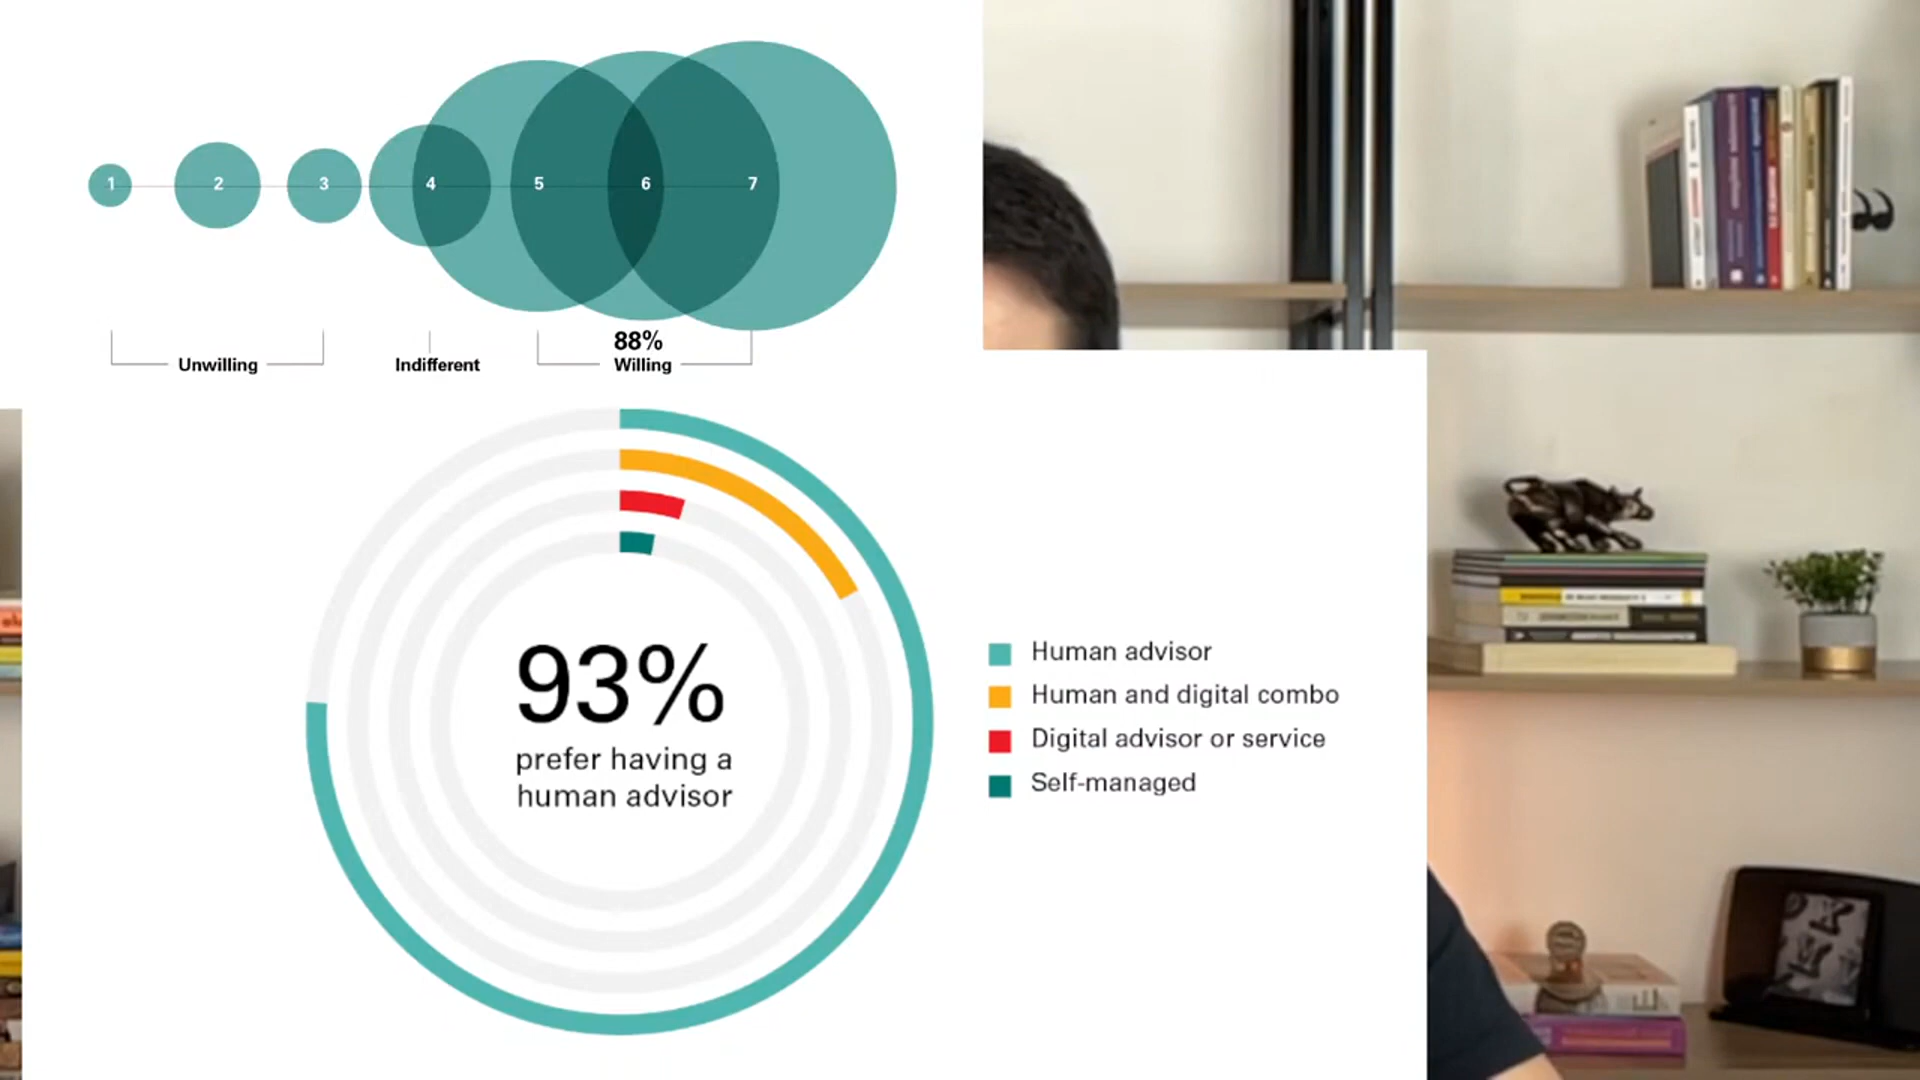 1 2 3 4 5 6 7
88%
Unwilling Indifferent Willing
93%
prefer having a
human advisor
Human advisor
Human and digital combo
Digital advisor or service
Self-managed